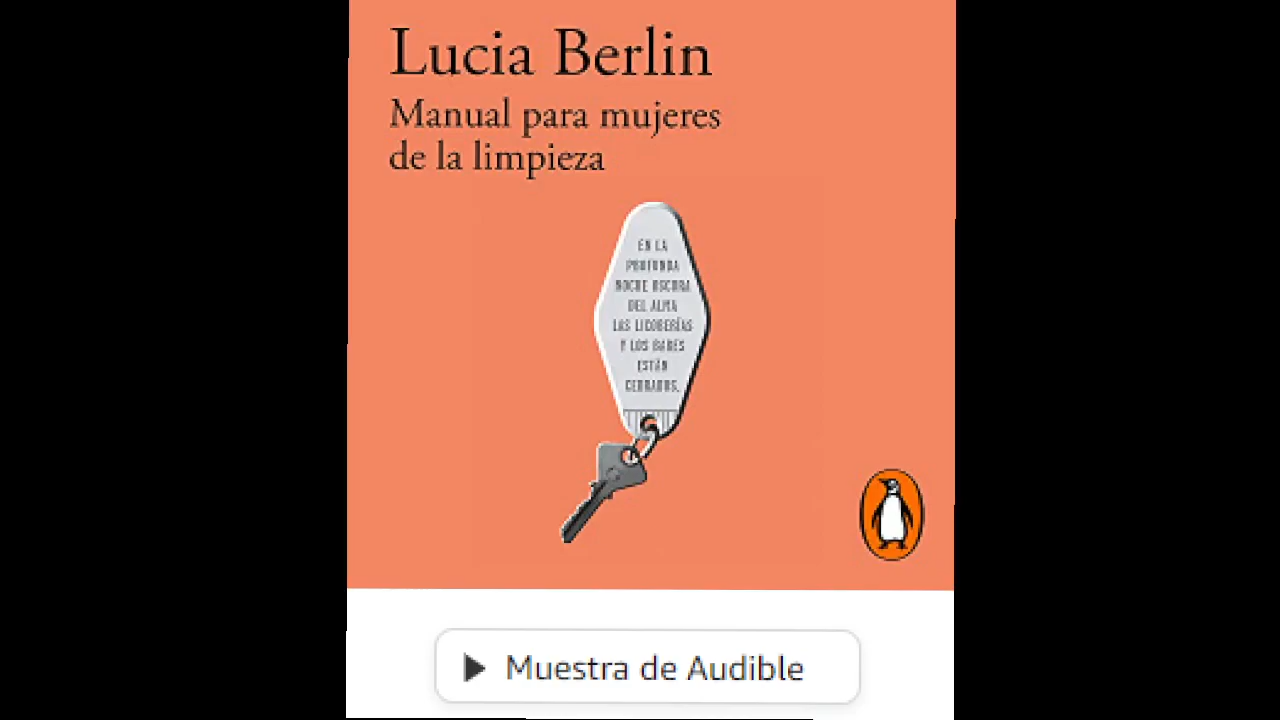 Lucia Berlin
Manual para mujeres
de la limpieza
EN LA
PROFUNDA
NOCHE OSCURA
DEL ALMA
LAS LICORERÍAS
Y LOS BARES
ESTÁN
CERRADOS.
Muestra de Audible